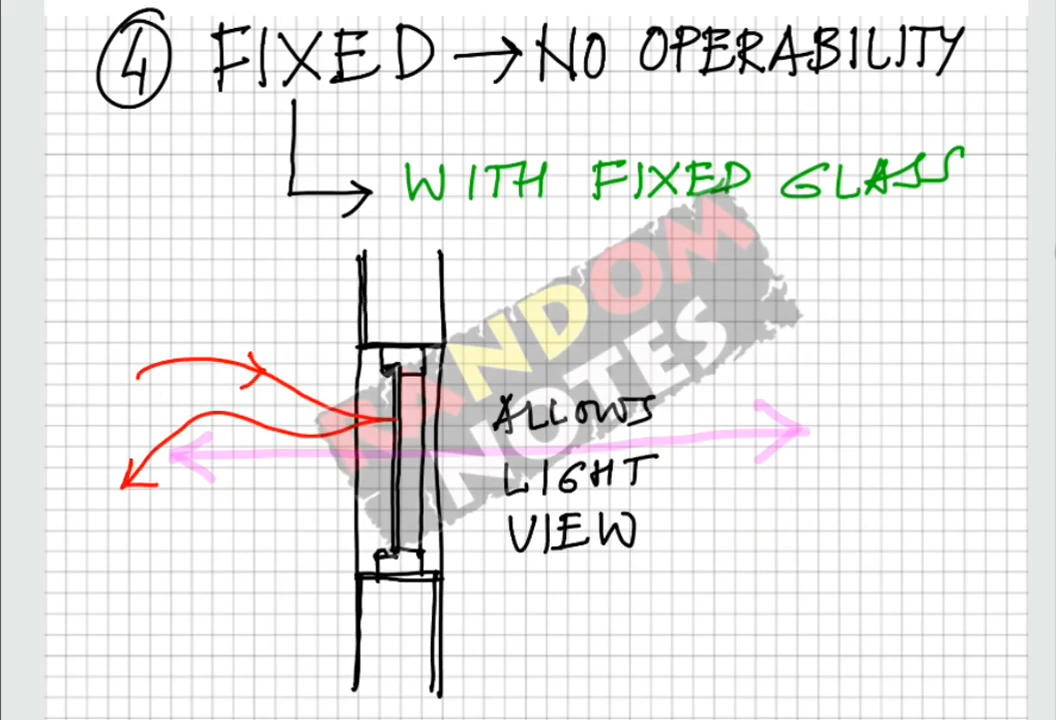 ④ FIXED → NO OPERABILITY
WITH FIXED GLASS
RANDOM
NOTES
ALLOWS
LIGHT
VIEW